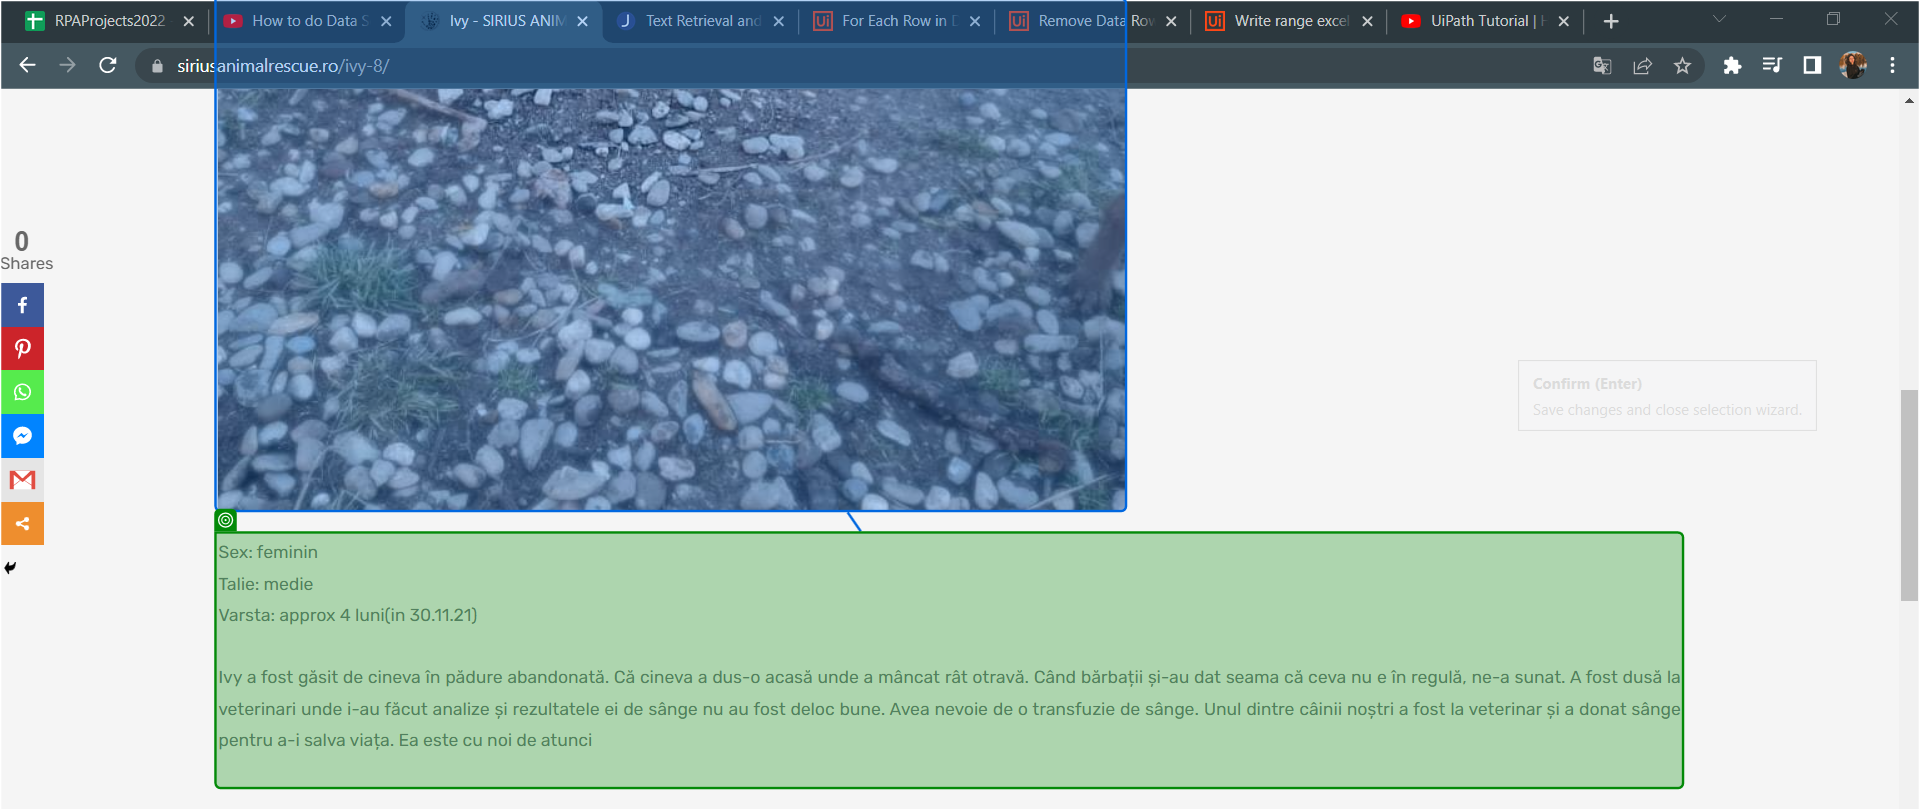 RPAProjects2022
How to do Data S
Ivy - SIRIUS ANIM
Text Retrieval and
For Each Row in D
Remove Data Row
Write range excel
UiPath Tutorial | H
siriusanimalrescue.ro/ivy-8/
0
Shares
Confirm (Enter)
Save changes and close selection wizard.
Sex: feminin
Talie: medie
Varsta: approx 4 luni(in 30.11.21)
Ivy a fost găsit de cineva în pădure abandonată. Că cineva a dus-o acasă unde a mâncat rât otravă. Când bărbații și-au dat seama că ceva nu e în regulă, ne-a sunat. A fost dusă la
veterinari unde i-au făcut analize și rezultatele ei de sânge nu au fost deloc bune. Avea nevoie de o transfuzie de sânge. Unul dintre câinii noștri a fost la veterinar și a donat sânge
pentru a-i salva viața. Ea este cu noi de atunci